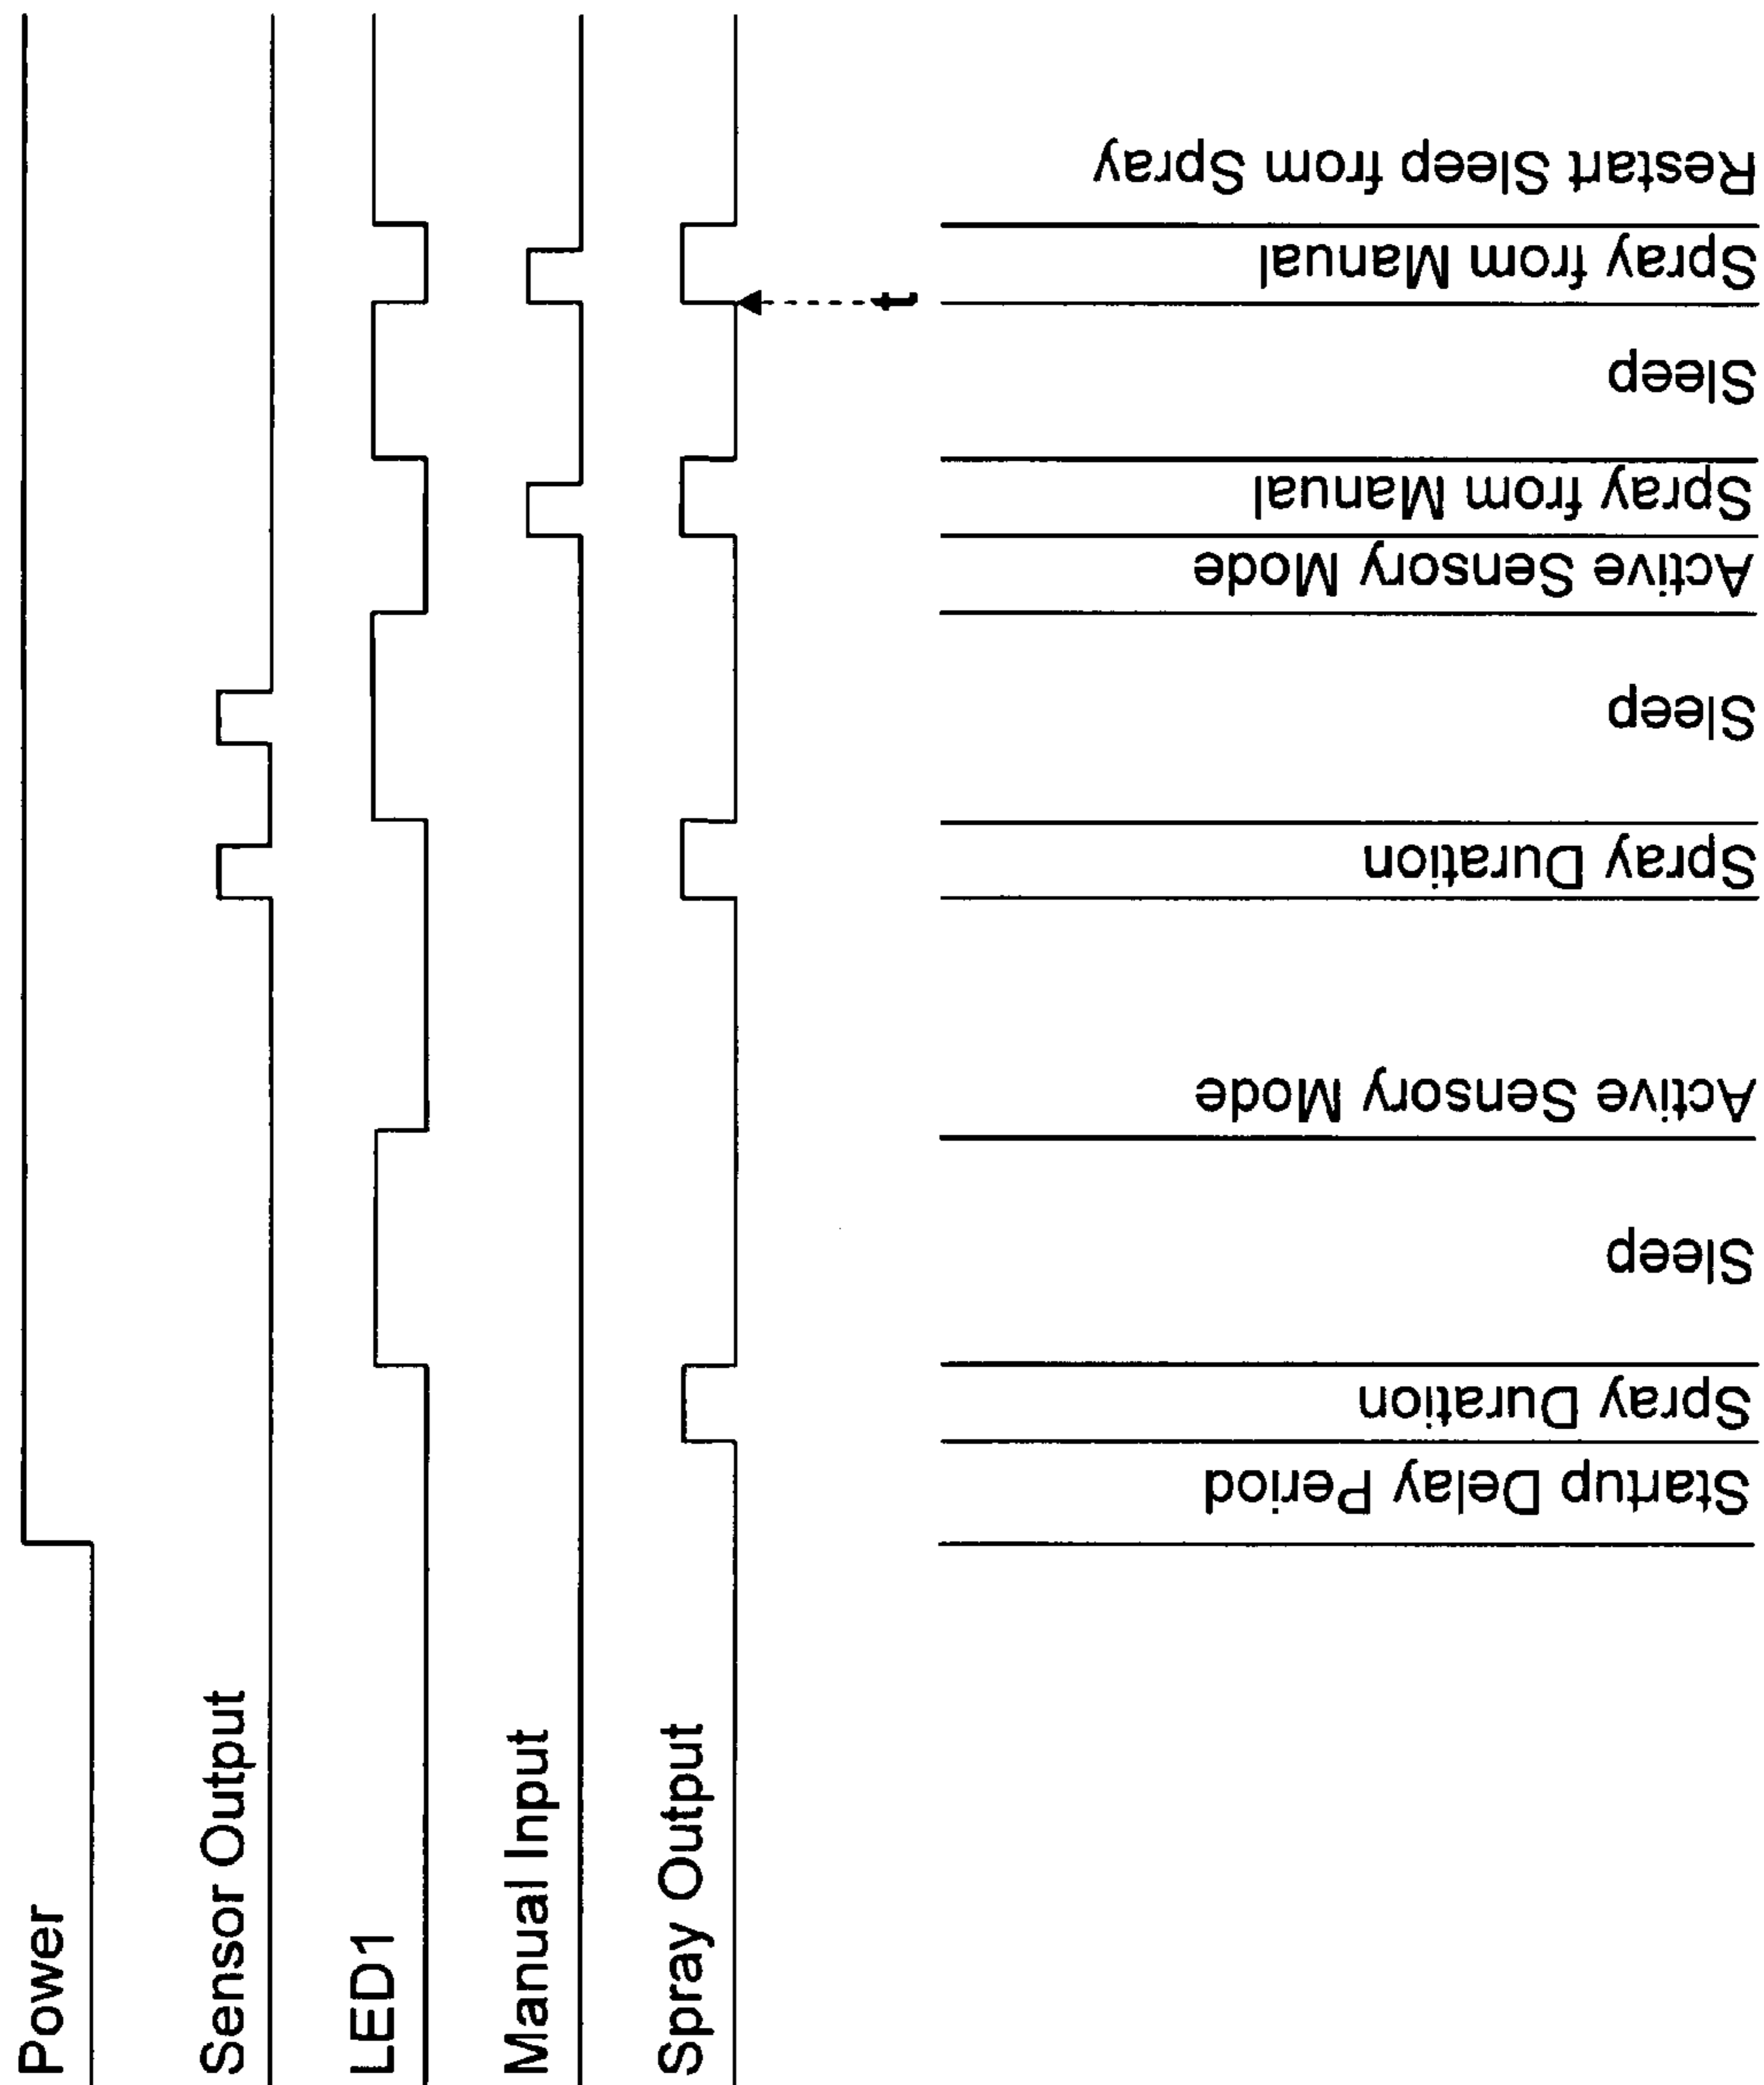 Power
Sensor Output
LED1
Manual Input
Spray Output
t
Startup Delay Period
Spray Duration
Sleep
Active Sensory Mode
Spray Duration
Sleep
Active Sensory Mode
Spray from Manual
Sleep
Spray from Manual
Restart Sleep from Spray